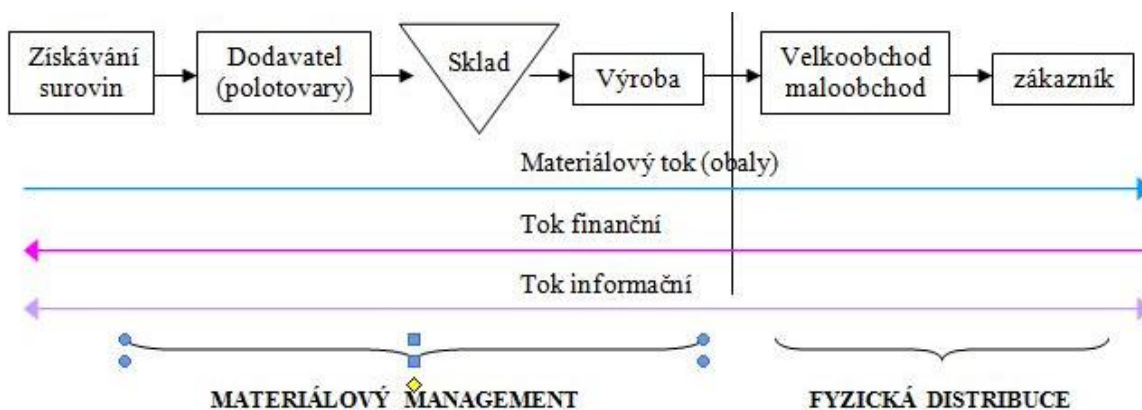 Získávání
surovin
Dodavatel
(polotovary)
Sklad
Výroba
Velkoobchod
maloobchod
zákazník
Materiálový tok (obaly)
Tok finanční
Tok informační
MATERIÁLOVÝ MANAGEMENT
FYZICKÁ DISTRIBUCE